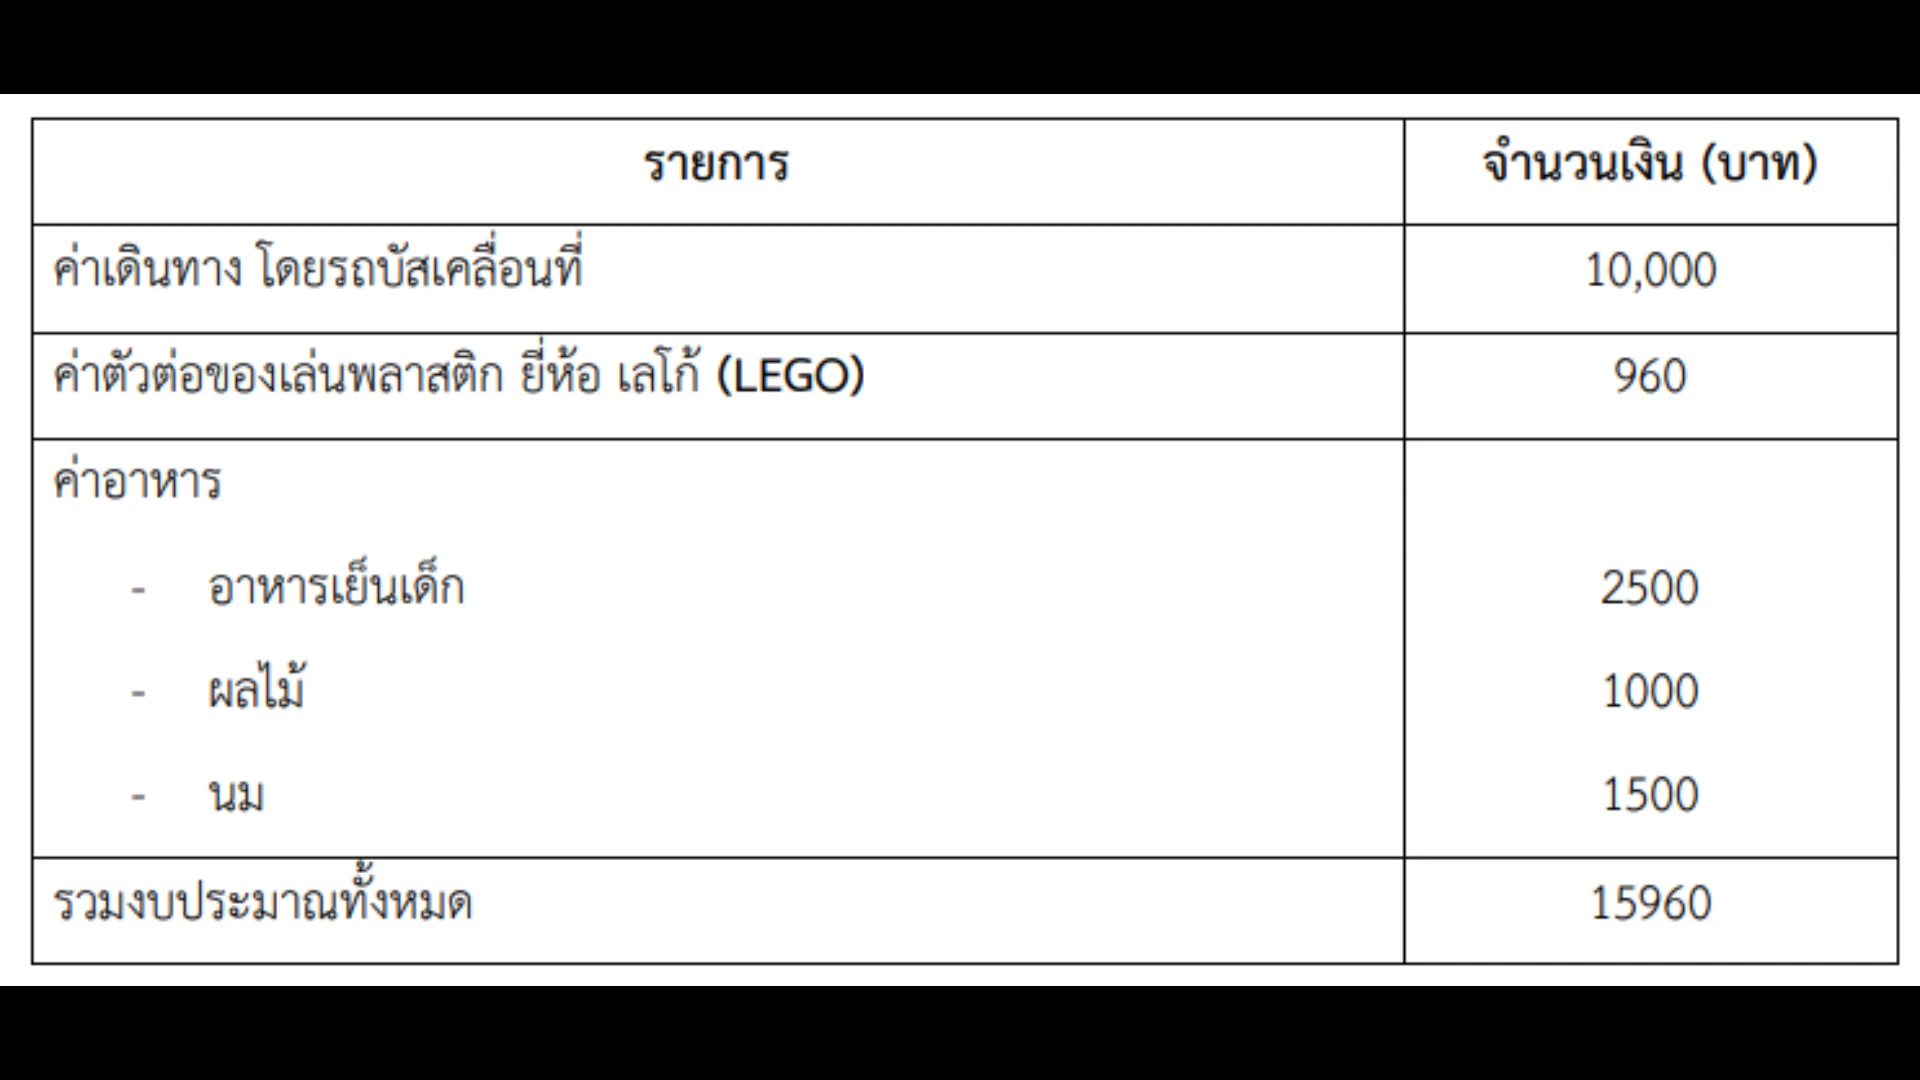 รายการ จำนวนเงิน (บาท)
ค่าเดินทาง โดยรถบัสเคลื่อนที่ 10,000
ค่าตัวต่อของเล่นพลาสติก ยี่ห้อ เลโก้ (LEGO) 960
ค่าอาหาร
- อาหารเย็นเด็ก 2500
- ผลไม้ 1000
- นม 1500
รวมงบประมาณทั้งหมด 15960